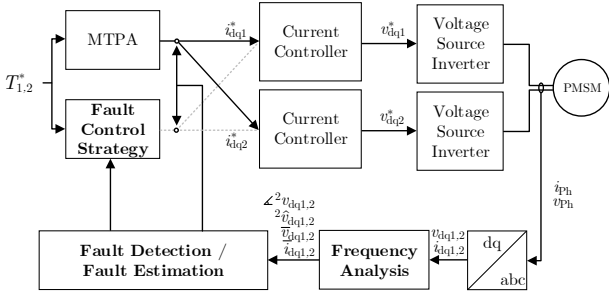 MTPA
i*dq1
Current
Controller
v*dq1
Voltage
Source
Inverter
T*1,2
PMSM
Fault
Control
Strategy
i*dq2
Current
Controller
v*dq2
Voltage
Source
Inverter
iPh
vPh
∡²vdq1,2
²v̂dq1,2
v̅dq1,2
i̅dq1,2
Fault Detection /
Fault Estimation
Frequency
Analysis
vdq1,2
idq1,2
dq
abc